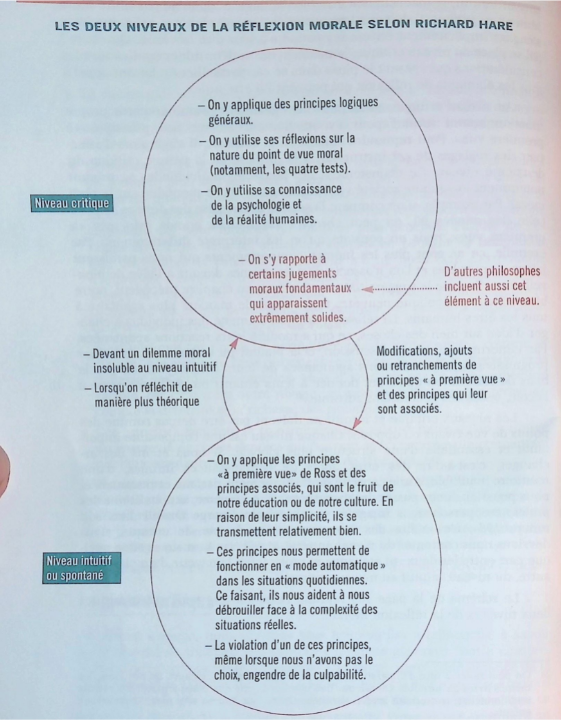 LES DEUX NIVEAUX DE LA RÉFLEXION MORALE SELON RICHARD HARE
– On y applique des principes logiques
généraux.
– On y utilise ses réflexions sur la
nature du point de vue moral
(notamment, les quatre tests).
– On y utilise sa connaissance
de la psychologie et
de la réalité humaines.
Niveau critique
– On s'y rapporte à
certains jugements
moraux fondamentaux
qui apparaissent
extrêmement solides.
D'autres philosophes
incluent aussi cet
élément à ce niveau.
– Devant un dilemme moral
insoluble au niveau intuitif
– Lorsqu'on réfléchit de
manière plus théorique
Modifications, ajouts
ou retranchements de
principes « à première vue »
et des principes qui leur
sont associés.
– On y applique les principes
«à première vue» de Ross et des
principes associés, qui sont le fruit de
notre éducation ou de notre culture. En
raison de leur simplicité, ils se
transmettent relativement bien.
– Ces principes nous permettent de
fonctionner en « mode automatique »
dans les situations quotidiennes.
Ce faisant, ils nous aident à nous
débrouiller face à la complexité des
situations réelles.
– La violation d'un de ces principes,
même lorsque nous n'avons pas le
choix, engendre de la culpabilité.
Niveau intuitif
ou spontané